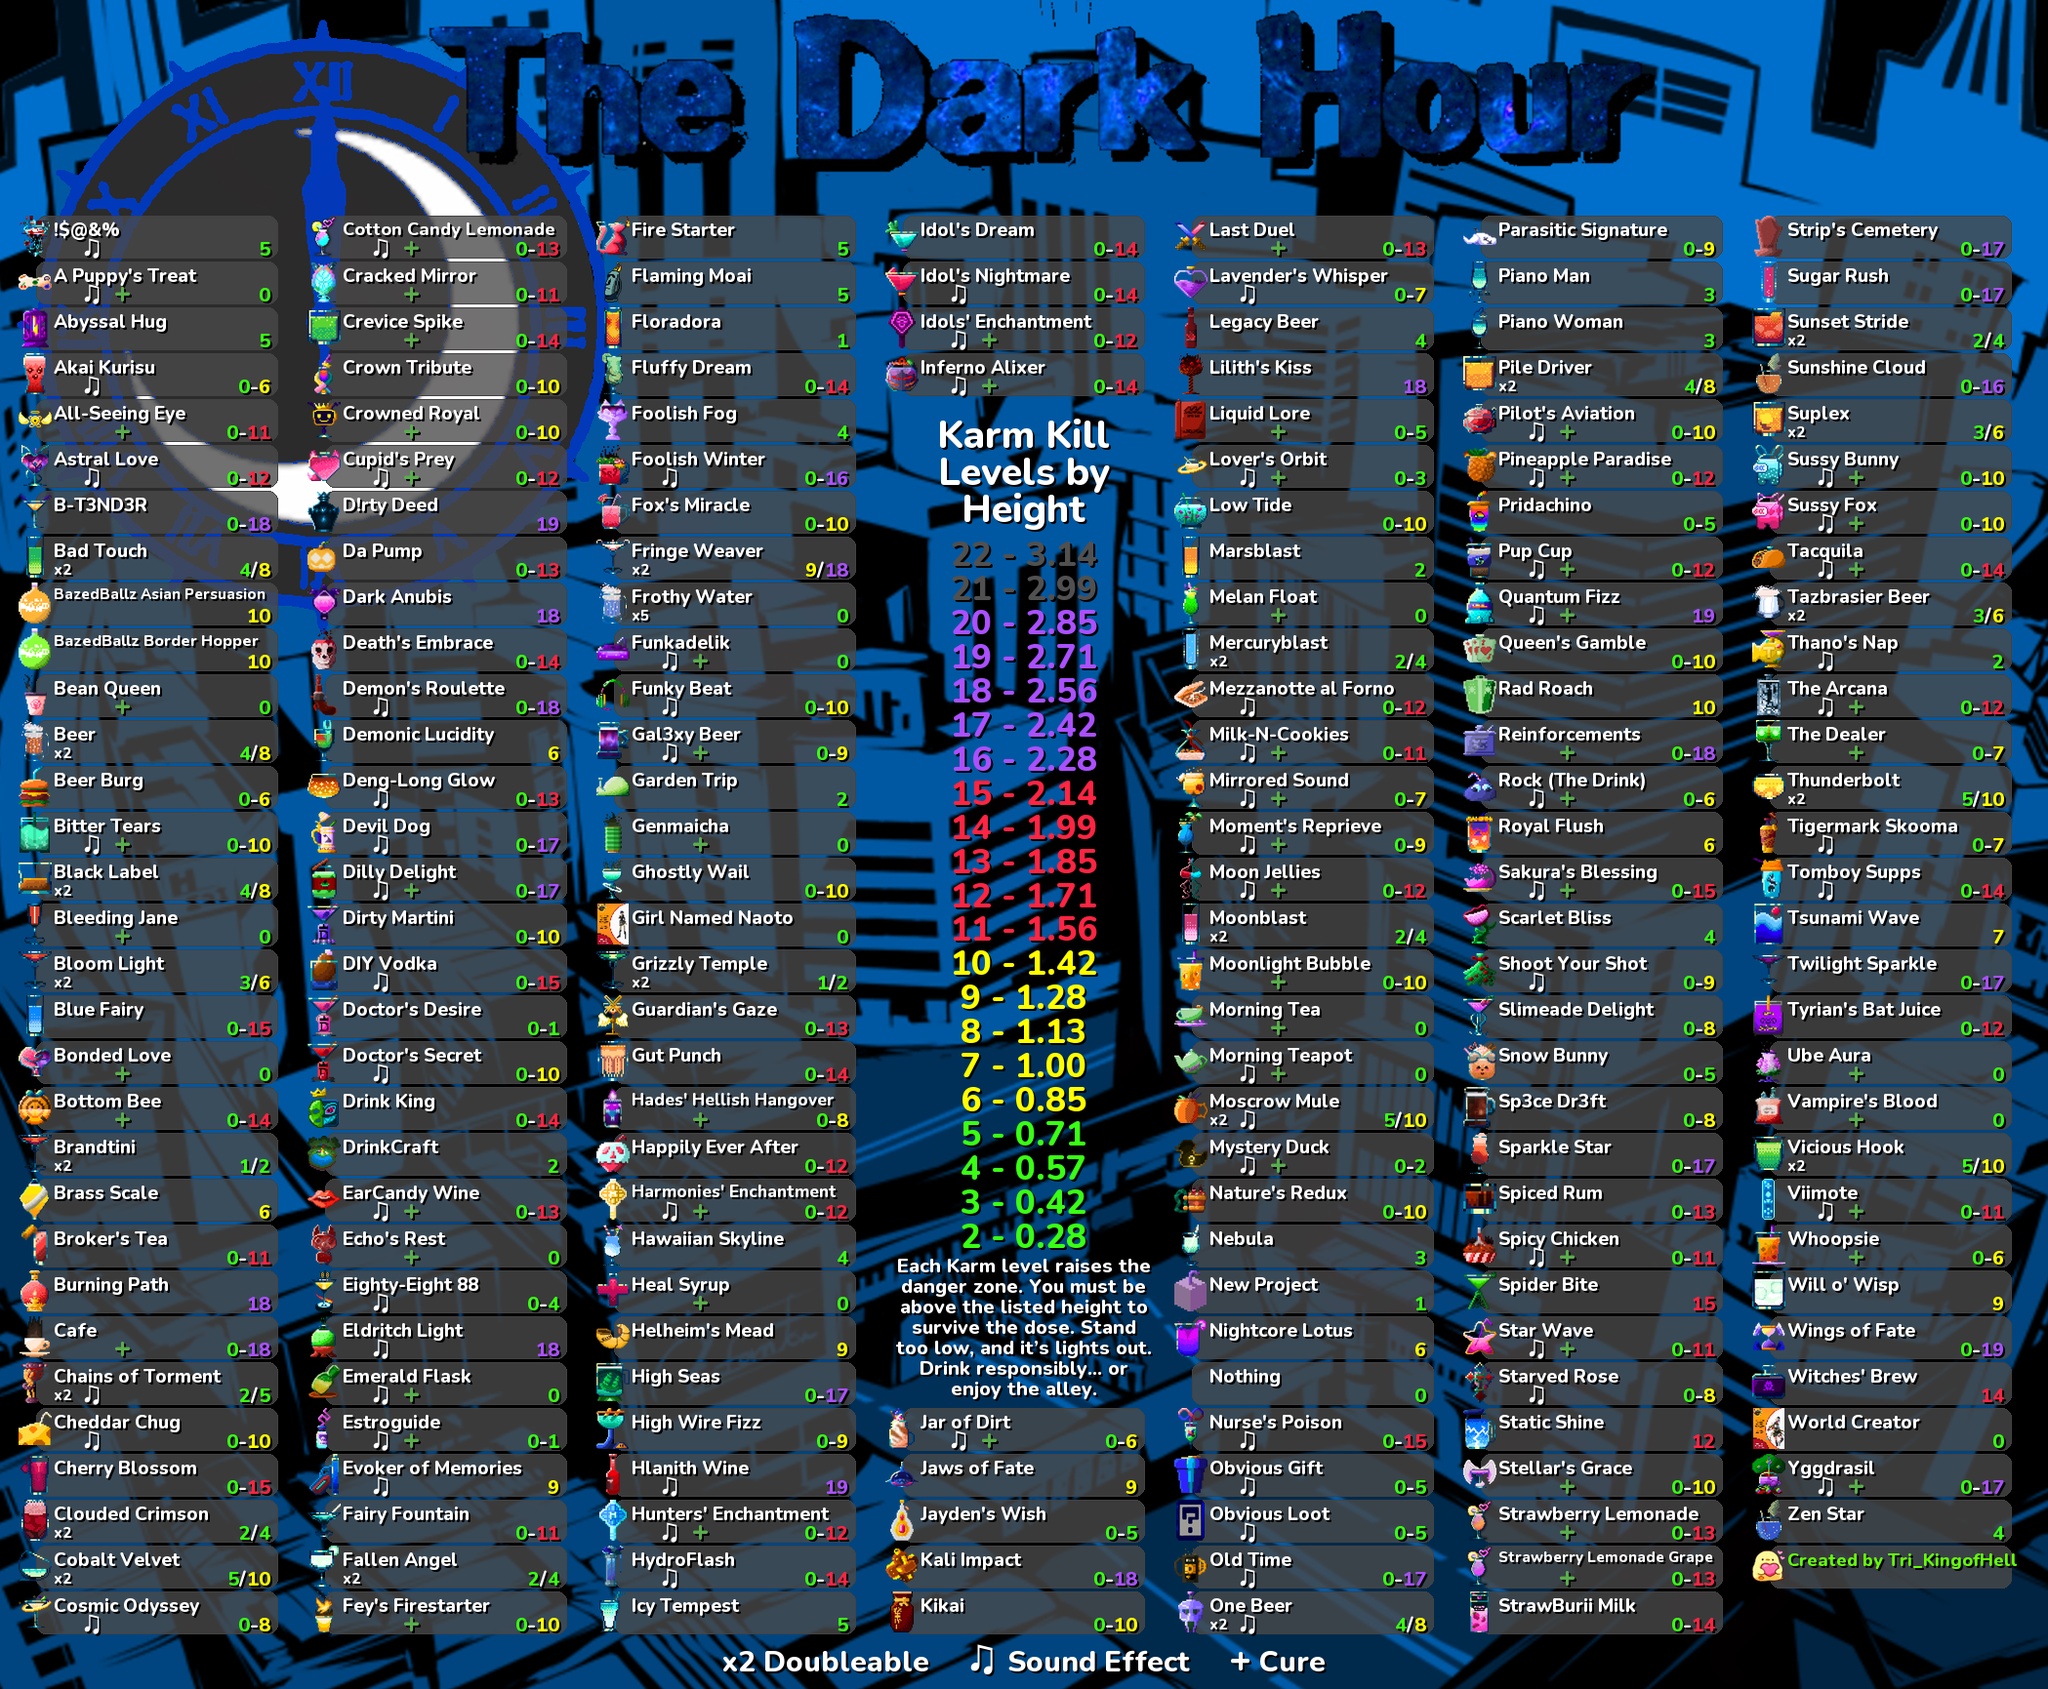 The Dark Hour
XII
XI
I
!$@&%
♫ 5
A Puppy's Treat
♫ + 0
Abyssal Hug
5
Akai Kurisu
♫ 0-6
All-Seeing Eye
+ 0-11
Astral Love
♫ 0-12
B-T3ND3R
0-18
Bad Touch
x2 4/8
BazedBallz Asian Persuasion
10
BazedBallz Border Hopper
10
Bean Queen
+ 0
Beer
x2 4/8
Beer Burg
0-6
Bitter Tears
♫ + 0-10
Black Label
x2 4/8
Bleeding Jane
+ 0
Bloom Light
x2 3/6
Blue Fairy
0-15
Bonded Love
+ 0
Bottom Bee
+ 0-14
Brandtini
x2 1/2
Brass Scale
6
Broker's Tea
0-11
Burning Path
18
Cafe
+ 0-18
Chains of Torment
x2 ♫ 2/5
Cheddar Chug
♫ 0-10
Cherry Blossom
0-15
Clouded Crimson
x2 2/4
Cobalt Velvet
x2 5/10
Cosmic Odyssey
♫ 0-8
Cotton Candy Lemonade
♫ + 0-13
Cracked Mirror
+ 0-11
Crevice Spike
+ 0-14
Crown Tribute
0-10
Crowned Royal
+ 0-10
Cupid's Prey
♫ + 0-12
D!rty Deed
19
Da Pump
0-13
Dark Anubis
18
Death's Embrace
0-14
Demon's Roulette
♫ 0-18
Demonic Lucidity
6
Deng-Long Glow
♫ 0-13
Devil Dog
♫ 0-17
Dilly Delight
♫ + 0-17
Dirty Martini
0-10
DIY Vodka
♫ 0-15
Doctor's Desire
0-1
Doctor's Secret
♫ 0-10
Drink King
0-14
DrinkCraft
2
EarCandy Wine
♫ + 0-13
Echo's Rest
+ 0
Eighty-Eight 88
♫ 0-4
Eldritch Light
♫ 18
Emerald Flask
♫ + 0
Estroguide
♫ + 0-1
Evoker of Memories
♫ 9
Fairy Fountain
0-11
Fallen Angel
x2 2/4
Fey's Firestarter
+ 0-10
Fire Starter
5
Flaming Moai
5
Floradora
1
Fluffy Dream
0-14
Foolish Fog
4
Foolish Winter
♫ 0-16
Fox's Miracle
0-10
Fringe Weaver
x2 9/18
Frothy Water
x5 0
Funkadelik
♫ + 0
Funky Beat
♫ 0-10
Gal3xy Beer
♫ + 0-9
Garden Trip
2
Genmaicha
+ 0
Ghostly Wail
0-10
Girl Named Naoto
0
Grizzly Temple
x2 1/2
Guardian's Gaze
0-13
Gut Punch
0-14
Hades' Hellish Hangover
+ 0-8
Happily Ever After
0-12
Harmonies' Enchantment
♫ + 0-12
Hawaiian Skyline
4
Heal Syrup
+ 0
Helheim's Mead
9
High Seas
0-17
High Wire Fizz
0-9
Hlanith Wine
19
Hunters' Enchantment
♫ + 0-12
HydroFlash
♫ 0-14
Icy Tempest
5
Idol's Dream
0-14
Idol's Nightmare
♫ 0-14
Idols' Enchantment
♫ + 0-12
Inferno Alixer
♫ + 0-14
Karm Kill
Levels by
Height
22 - 3.14
21 - 2.99
20 - 2.85
19 - 2.71
18 - 2.56
17 - 2.42
16 - 2.28
15 - 2.14
14 - 1.99
13 - 1.85
12 - 1.71
11 - 1.56
10 - 1.42
9 - 1.28
8 - 1.13
7 - 1.00
6 - 0.85
5 - 0.71
4 - 0.57
3 - 0.42
2 - 0.28
Each Karm level raises the
danger zone. You must be
above the listed height to
survive the dose. Stand
too low, and it's lights out.
Drink responsibly... or
enjoy the alley.
Jar of Dirt
♫ + 0-6
Jaws of Fate
9
Jayden's Wish
0-5
Kali Impact
0-18
Kikai
0-10
Last Duel
+ 0-13
Lavender's Whisper
♫ 0-7
Legacy Beer
4
Lilith's Kiss
18
Liquid Lore
+ 0-5
Lover's Orbit
♫ + 0-3
Low Tide
0-10
Marsblast
2
Melan Float
0
Mercuryblast
x2 2/4
Mezzanotte al Forno
♫ 0-12
Milk-N-Cookies
♫ 0-11
Mirrored Sound
♫ + 0-7
Moment's Reprieve
♫ + 0-9
Moon Jellies
♫ + 0-12
Moonblast
x2 2/4
Moonlight Bubble
+ 0-10
Morning Tea
+ 0
Morning Teapot
♫ + 0
Moscrow Mule
x2 ♫ 5/10
Mystery Duck
♫ + 0-2
Nature's Redux
0-10
Nebula
3
New Project
1
Nightcore Lotus
6
Nothing
0
Nurse's Poison
♫ 0-15
Obvious Gift
♫ 0-5
Obvious Loot
♫ 0-5
Old Time
♫ 0-17
One Beer
x2 ♫ 4/8
Parasitic Signature
0-9
Piano Man
3
Piano Woman
3
Pile Driver
x2 4/8
Pilot's Aviation
♫ + 0-10
Pineapple Paradise
♫ + 0-12
Pridachino
0-5
Pup Cup
♫ + 0-12
Quantum Fizz
♫ + 19
Queen's Gamble
0-10
Rad Roach
10
Reinforcements
+ 0-18
Rock (The Drink)
♫ + 0-6
Royal Flush
6
Sakura's Blessing
♫ + 0-15
Scarlet Bliss
4
Shoot Your Shot
♫ 0-9
Slimeade Delight
0-8
Snow Bunny
0-5
Sp3ce Dr3ft
0-8
Sparkle Star
0-17
Spiced Rum
0-13
Spicy Chicken
♫ + 0-11
Spider Bite
15
Star Wave
♫ + 0-11
Starved Rose
♫ 0-8
Static Shine
12
Stellar's Grace
+ 0-10
Strawberry Lemonade
+ 0-13
Strawberry Lemonade Grape
+ 0-13
StrawBurii Milk
0-14
Strip's Cemetery
0-17
Sugar Rush
0-17
Sunset Stride
x2 2/4
Sunshine Cloud
0-16
Suplex
x2 3/6
Sussy Bunny
♫ + 0-10
Sussy Fox
♫ + 0-10
Tacquila
♫ + 0-14
Tazbrasier Beer
x2 3/6
Thano's Nap
♫ 2
The Arcana
♫ + 0-12
The Dealer
+ 0-7
Thunderbolt
x2 5/10
Tigermark Skooma
♫ 0-7
Tomboy Supps
♫ 0-14
Tsunami Wave
7
Twilight Sparkle
0-17
Tyrian's Bat Juice
0-12
Ube Aura
+ 0
Vampire's Blood
+ 0
Vicious Hook
x2 5/10
Viimote
♫ + 0-11
Whoopsie
+ 0-6
Will o' Wisp
9
Wings of Fate
0-19
Witches' Brew
14
World Creator
0
Yggdrasil
♫ + 0-17
Zen Star
4
Created by Tri_KingofHell
x2 Doubleable ♫ Sound Effect + Cure